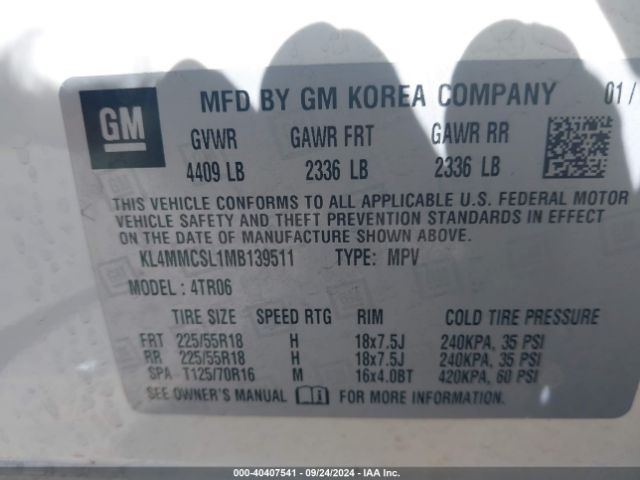 GM
MFD BY GM KOREA COMPANY 01/
GVWR GAWR FRT GAWR RR
4409 LB 2336 LB 2336 LB
THIS VEHICLE CONFORMS TO ALL APPLICABLE U.S. FEDERAL MOTOR
VEHICLE SAFETY AND THEFT PREVENTION STANDARDS IN EFFECT
ON THE DATE OF MANUFACTURE SHOWN ABOVE.
KL4MMCSL1MB139511 TYPE: MPV
MODEL : 4TR06
TIRE SIZE SPEED RTG RIM COLD TIRE PRESSURE
FRT 225/55R18 H 18x7.5J 240KPA, 35 PSI
RR 225/55R18 H 18x7.5J 240KPA, 35 PSI
SPA T125/70R16 M 16x4.0BT 420KPA, 60 PSI
SEE OWNER'S MANUAL FOR MORE INFORMATION.
000-40407541 - 09/24/2024 - IAA Inc.